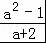 a² - 1
a+2